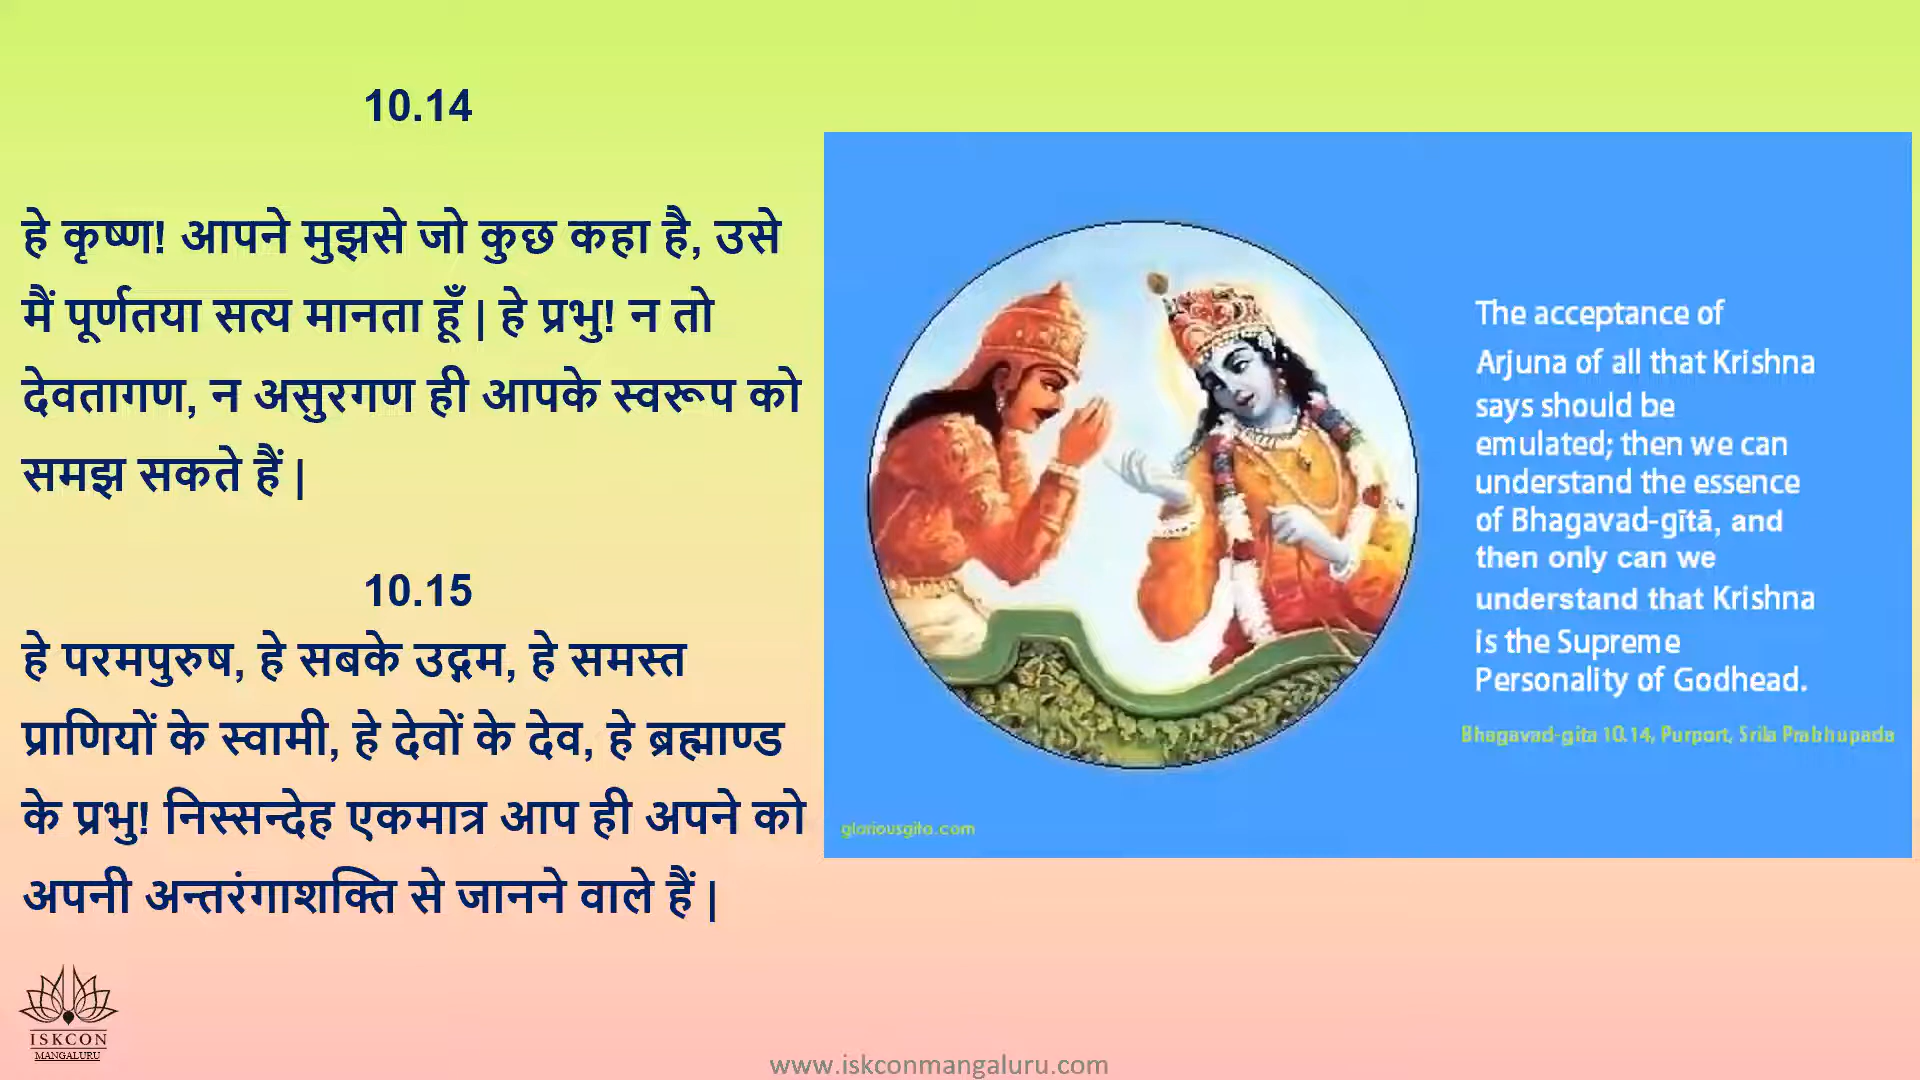 10.14
हे कृष्ण! आपने मुझसे जो कुछ कहा है, उसे
मैं पूर्णतया सत्य मानता हूँ | हे प्रभु! न तो
देवतागण, न असुरगण ही आपके स्वरूप को
समझ सकते हैं |
10.15
हे परमपुरुष, हे सबके उद्गम, हे समस्त
प्राणियों के स्वामी, हे देवों के देव, हे ब्रह्माण्ड
के प्रभु! निस्सन्देह एकमात्र आप ही अपने को
अपनी अन्तरंगाशक्ति से जानने वाले हैं |
The acceptance of
Arjuna of all that Krishna
says should be
emulated; then we can
understand the essence
of Bhagavad-gītā, and
then only can we
understand that Krishna
is the Supreme
Personality of Godhead.
Bhagavad-gita 10.14, Purport, Srila Prabhupada
gloriousgita.com
ISKCON
MANGALURU
www.iskconmangaluru.com